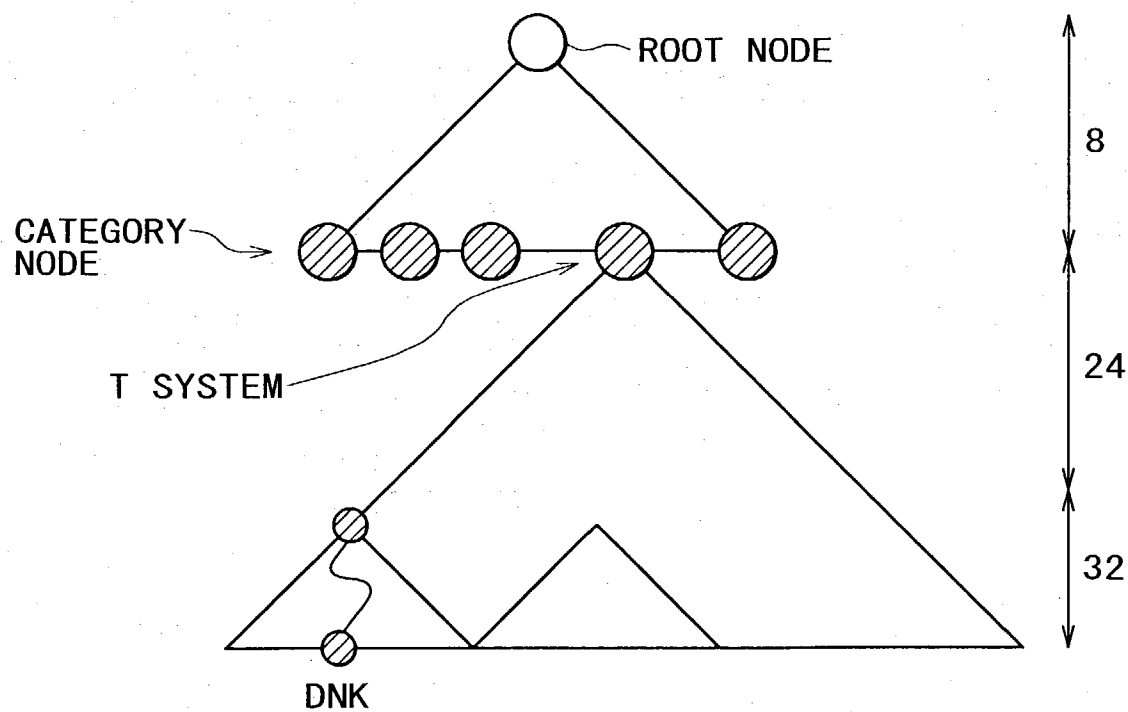 ROOT NODE
8
CATEGORY
NODE
T SYSTEM
24
32
DNK